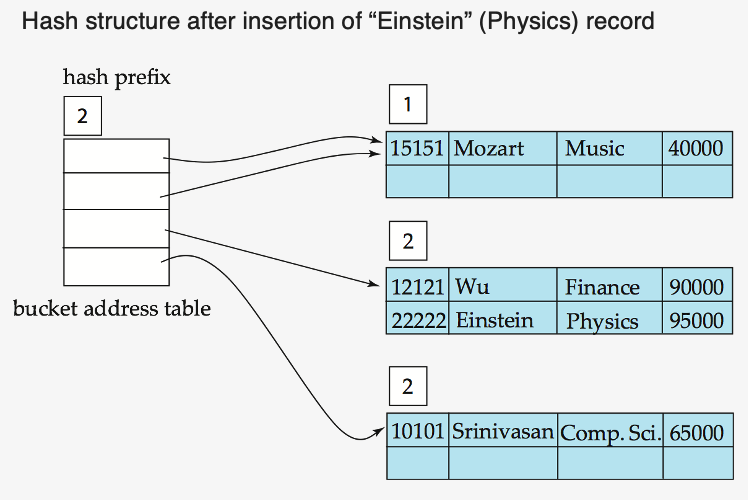 Hash structure after insertion of “Einstein” (Physics) record
hash prefix
2
bucket address table
1
15151 Mozart Music 40000
2
12121 Wu Finance 90000
22222 Einstein Physics 95000
2
10101 Srinivasan Comp. Sci. 65000